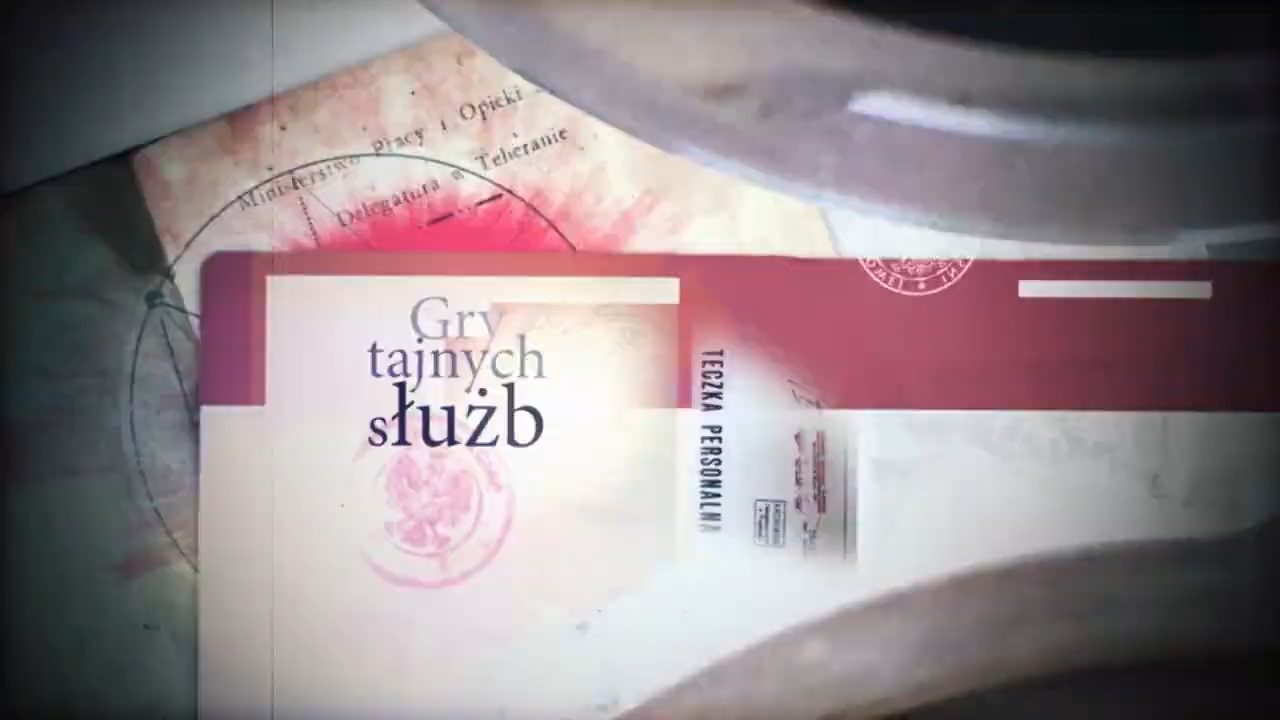 Ministerstwo Pracy i Opieki
Delegatura w Teheranie
Gry
tajnych
służb
TECZKA PERSONALNA